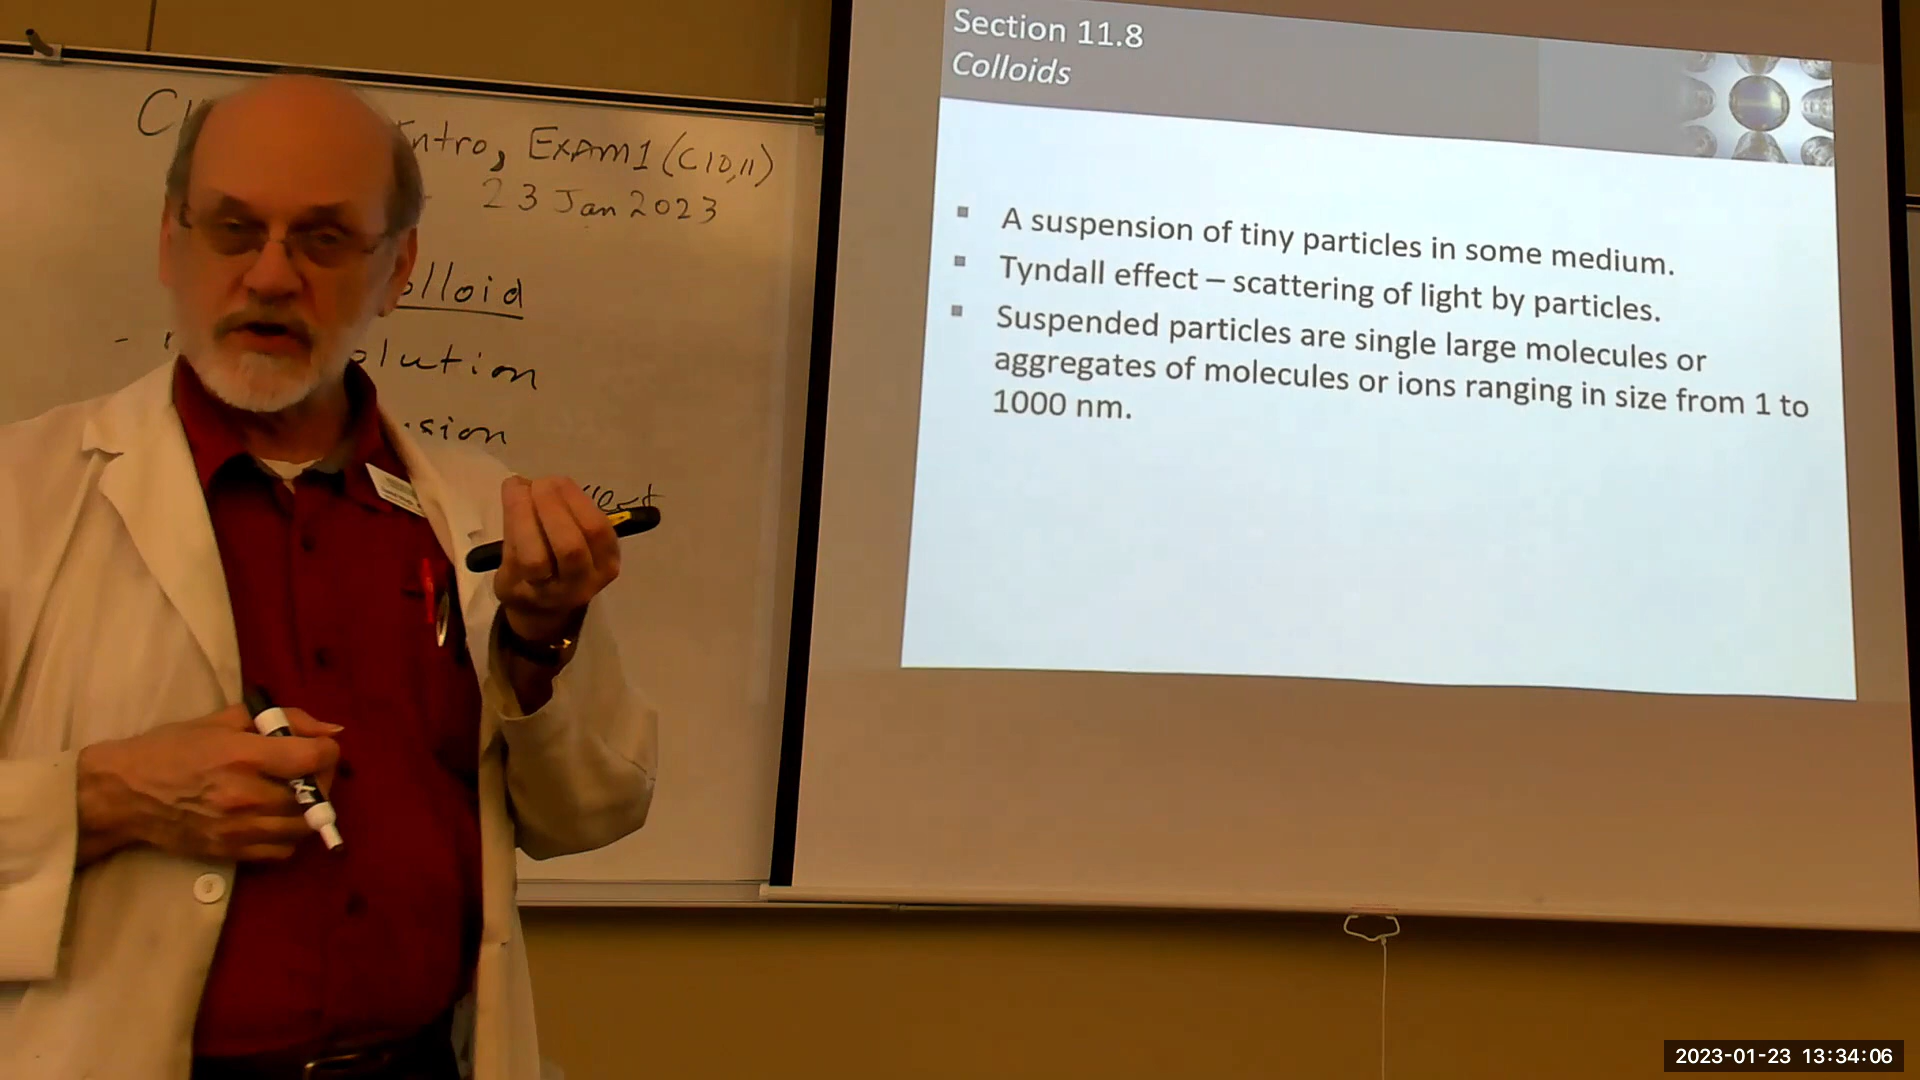 Intro, EXAM1 (C10,11)
23 Jan 2023
olloid
olution
sion
Section 11.8
Colloids
▪ A suspension of tiny particles in some medium.
▪ Tyndall effect – scattering of light by particles.
▪ Suspended particles are single large molecules or
aggregates of molecules or ions ranging in size from 1 to
1000 nm.
2023-01-23 13:34:06